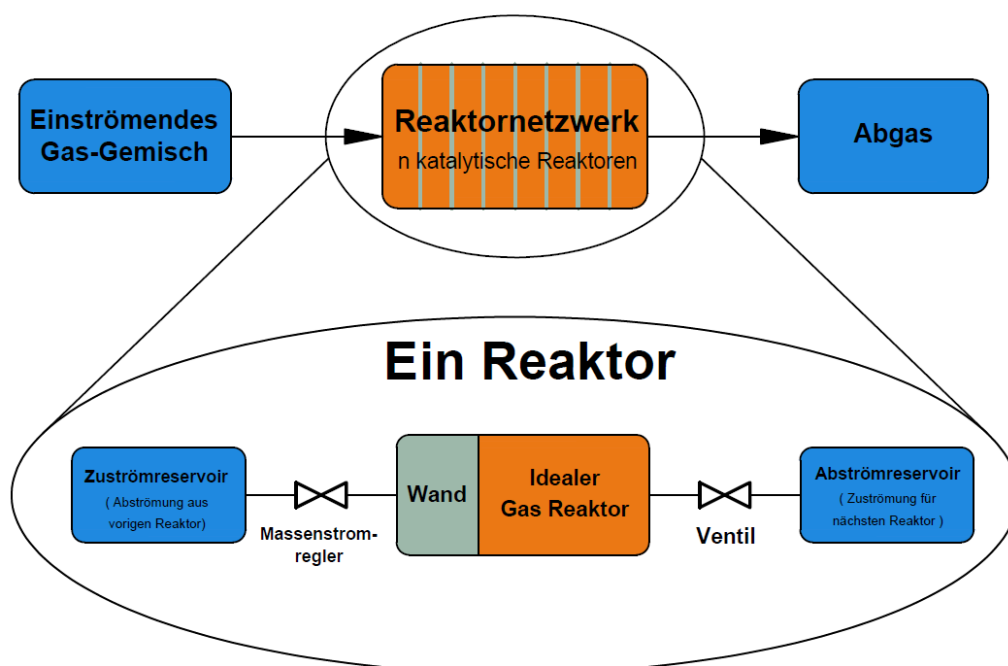 Einströmendes
Gas-Gemisch
Reaktornetzwerk
n katalytische Reaktoren
Abgas
Ein Reaktor
Zuströmreservoir
( Abströmung aus
vorigen Reaktor)
Massenstrom-
regler
Wand
Idealer
Gas Reaktor
Ventil
Abströmreservoir
( Zuströmung für
nächsten Reaktor )